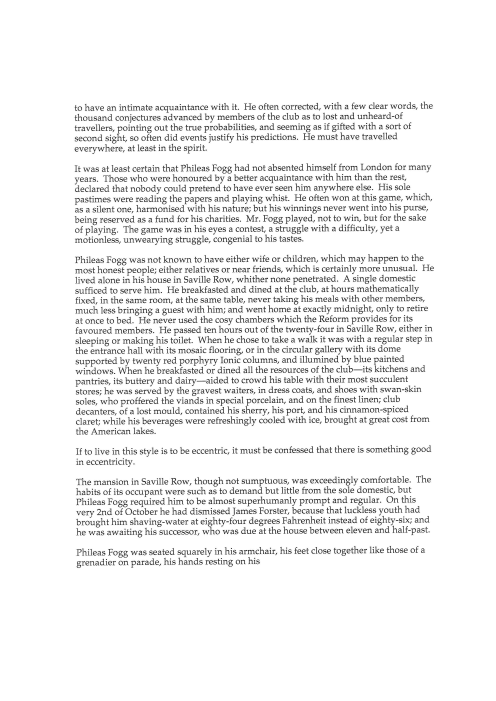 to have an intimate acquaintance with it. He often corrected, with a few clear words, the
thousand conjectures advanced by members of the club as to lost and unheard-of
travellers, pointing out the true probabilities, and seeming as if gifted with a sort of
second sight, so often did events justify his predictions. He must have travelled
everywhere, at least in the spirit.
It was at least certain that Phileas Fogg had not absented himself from London for many
years. Those who were honoured by a better acquaintance with him than the rest,
declared that nobody could pretend to have ever seen him anywhere else. His sole
pastimes were reading the papers and playing whist. He often won at this game, which,
as a silent one, harmonised with his nature; but his winnings never went into his purse,
being reserved as a fund for his charities. Mr. Fogg played, not to win, but for the sake
of playing. The game was in his eyes a contest, a struggle with a difficulty, yet a
motionless, unwearying struggle, congenial to his tastes.
Phileas Fogg was not known to have either wife or children, which may happen to the
most honest people; either relatives or near friends, which is certainly more unusual. He
lived alone in his house in Saville Row, whither none penetrated. A single domestic
sufficed to serve him. He breakfasted and dined at the club, at hours mathematically
fixed, in the same room, at the same table, never taking his meals with other members,
much less bringing a guest with him; and went home at exactly midnight, only to retire
at once to bed. He never used the cosy chambers which the Reform provides for its
favoured members. He passed ten hours out of the twenty-four in Saville Row, either in
sleeping or making his toilet. When he chose to take a walk it was with a regular step in
the entrance hall with its mosaic flooring, or in the circular gallery with its dome
supported by twenty red porphyry Ionic columns, and illumined by blue painted
windows. When he breakfasted or dined all the resources of the club—its kitchens and
pantries, its buttery and dairy—aided to crowd his table with their most succulent
stores; he was served by the gravest waiters, in dress coats, and shoes with swan-skin
soles, who proffered the viands in special porcelain, and on the finest linen; club
decanters, of a lost mould, contained his sherry, his port, and his cinnamon-spiced
claret; while his beverages were refreshingly cooled with ice, brought at great cost from
the American lakes.
If to live in this style is to be eccentric, it must be confessed that there is something good
in eccentricity.
The mansion in Saville Row, though not sumptuous, was exceedingly comfortable. The
habits of its occupant were such as to demand but little from the sole domestic, but
Phileas Fogg required him to be almost superhumanly prompt and regular. On this
very 2nd of October he had dismissed James Forster, because that luckless youth had
brought him shaving-water at eighty-four degrees Fahrenheit instead of eighty-six; and
he was awaiting his successor, who was due at the house between eleven and half-past.
Phileas Fogg was seated squarely in his armchair, his feet close together like those of a
grenadier on parade, his hands resting on his